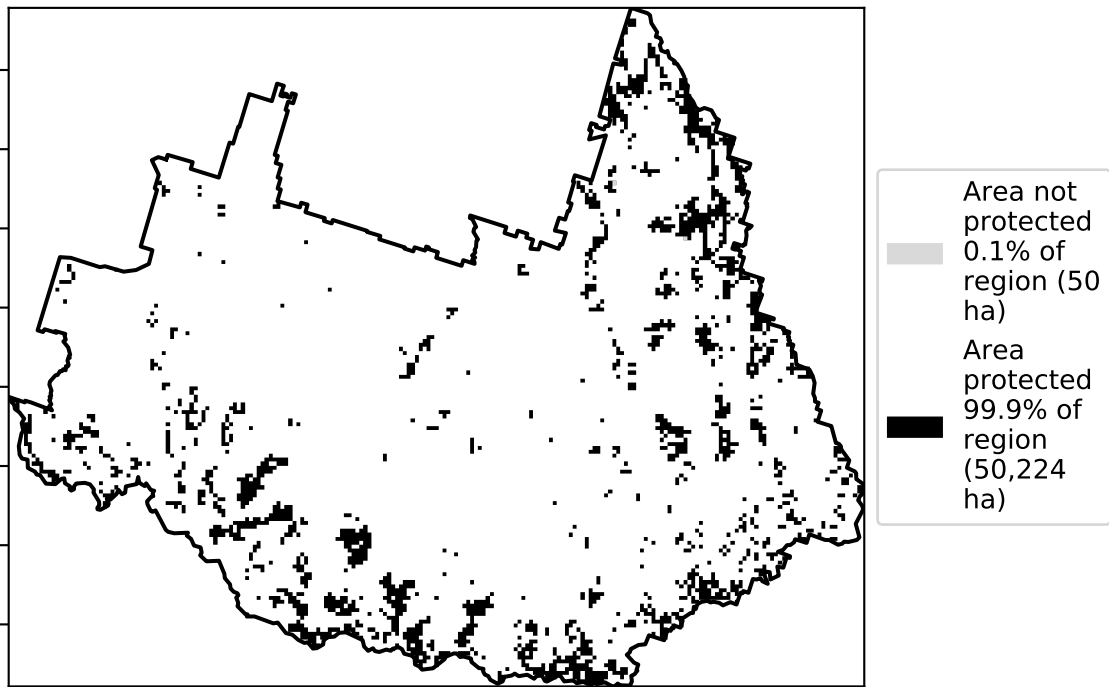 Area not
protected
0.1% of
region (50
ha)
Area
protected
99.9% of
region
(50,224
ha)